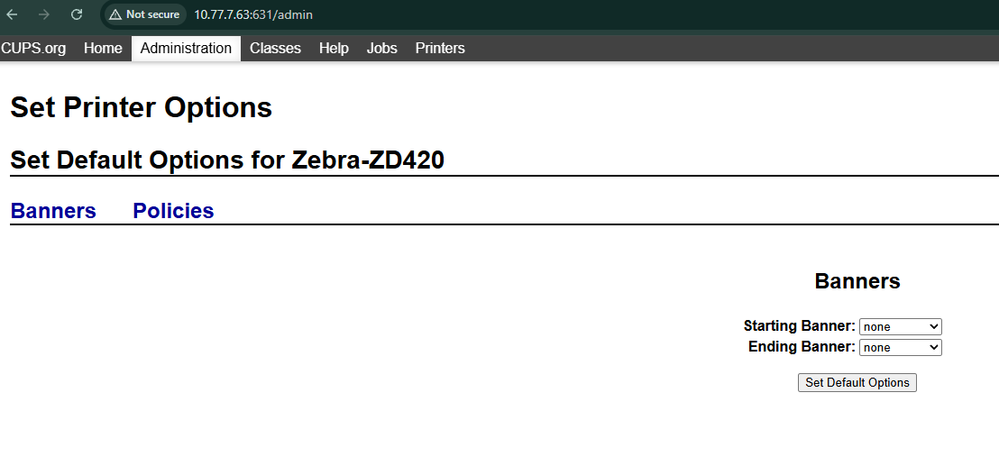 Not secure 10.77.7.63:631/admin
CUPS.org Home Administration Classes Help Jobs Printers
Set Printer Options
Set Default Options for Zebra-ZD420
Banners Policies
Banners
Starting Banner: none
Ending Banner: none
Set Default Options